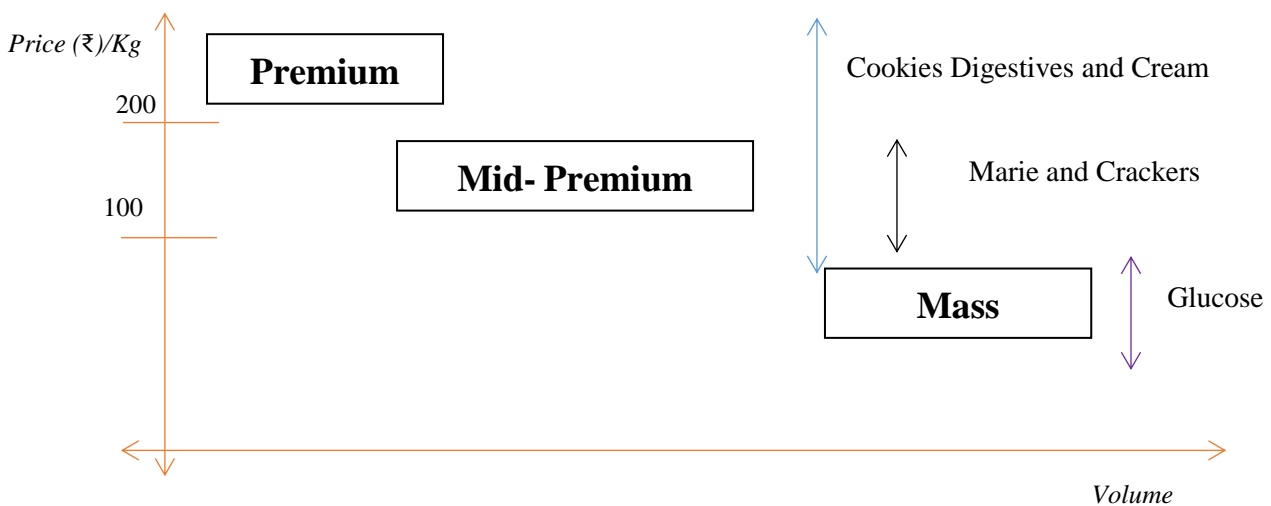 Price (₹)/Kg
Premium
Cookies Digestives and Cream
200
Mid- Premium
Marie and Crackers
100
Mass
Glucose
Volume